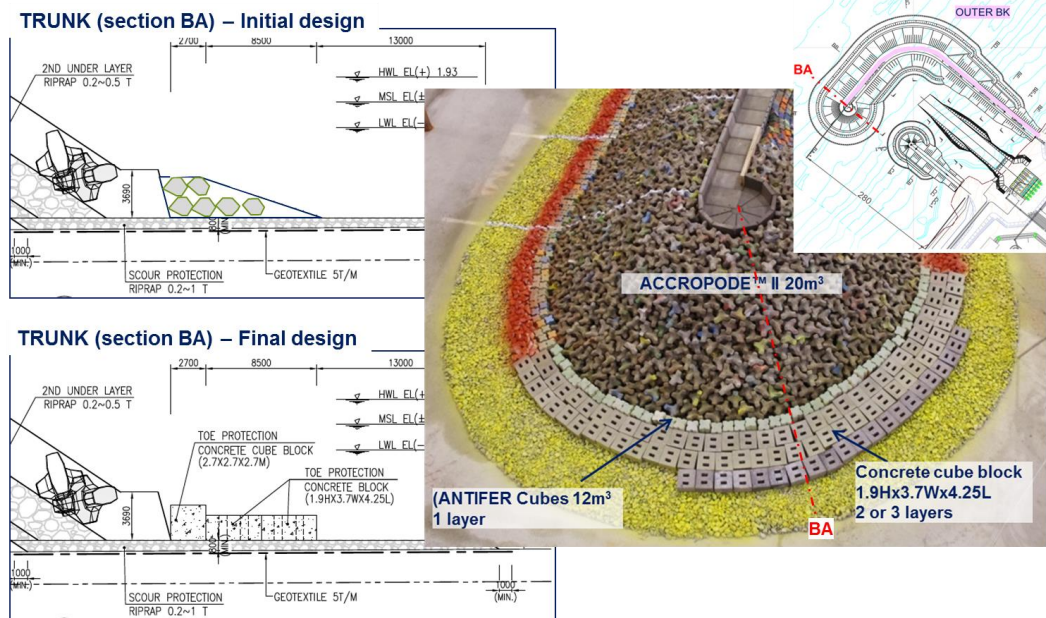 TRUNK (section BA) – Initial design
2700
8500
13000
2ND UNDER LAYER
RIPRAP 0.2~0.5 T
HWL EL(+) 1.93
MSL EL(±
LWL EL(−
3690
800
(MIN.)
1000
(MIN.)
SCOUR PROTECTION
RIPRAP 0.2~1 T
GEOTEXTILE 5T/M
TRUNK (section BA) – Final design
2700
8500
13000
2ND UNDER LAYER
RIPRAP 0.2~0.5 T
HWL EL(+
MSL EL(±
LWL EL(−
TOE PROTECTION
CONCRETE CUBE BLOCK
(2.7X2.7X2.7M)
TOE PROTECTION
CONCRETE BLOCK
(1.9HX3.7WX4.25L)
3690
800
(MIN.)
1000
(MIN.)
1000
(MIN.)
SCOUR PROTECTION
RIPRAP 0.2~1 T
GEOTEXTILE 5T/M
OUTER BK
BA
280
ACCROPODE™ II 20m³
(ANTIFER Cubes 12m³
1 layer
Concrete cube block
1.9Hx3.7Wx4.25L
2 or 3 layers
BA